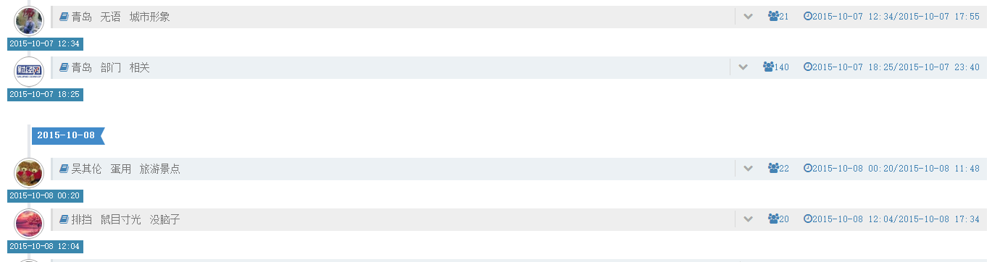 青岛 无语 城市形象 21 2015-10-07 12:34/2015-10-07 17:55
2015-10-07 12:34
财经网
青岛 部门 相关 140 2015-10-07 18:25/2015-10-07 23:40
2015-10-07 18:25
2015-10-08
吴其伦 蛋用 旅游景点 22 2015-10-08 00:20/2015-10-08 11:48
2015-10-08 00:20
排挡 鼠目寸光 没脑子 20 2015-10-08 12:04/2015-10-08 17:34
2015-10-08 12:04